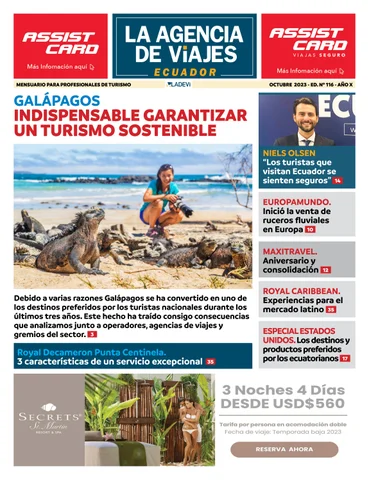 ASSIST
CARD
Más Infomación aquí
LA AGENCIA
DE VIAJES
ECUADOR
ASSIST
CARD
VIAJAS SEGURO
Más Infomación aquí
MENSUARIO PARA PROFESIONALES DE TURISMO
LADEVI
OCTUBRE 2023 - ED. Nº 116 - AÑO X
GALÁPAGOS
INDISPENSABLE GARANTIZAR
UN TURISMO SOSTENIBLE
Debido a varias razones Galápagos se ha convertido en uno de
los destinos preferidos por los turistas nacionales durante los
últimos tres años. Este hecho ha traído consigo consecuencias
que analizamos junto a operadores, agencias de viajes y
gremios del sector. 3
Royal Decameron Punta Centinela.
3 características de un servicio excepcional 35
EC
NIELS OLSEN
“Los turistas que
visitan Ecuador se
sienten seguros” 14
EUROPAMUNDO.
Inició la venta de
ruceros fluviales
en Europa 10
MAXITRAVEL.
Aniversario y
consolidación 12
ROYAL CARIBBEAN.
Experiencias para el
mercado latino 35
ESPECIAL ESTADOS
UNIDOS. Los destinos y
productos preferidos
por los ecuatorianos 17
SECRETS
St. Martin
RESORT & SPA
3 Noches 4 Días
DESDE USD$560
Tarifa por persona en acomodación doble
Fecha de viaje: Temporada baja 2023
RESERVA AHORA